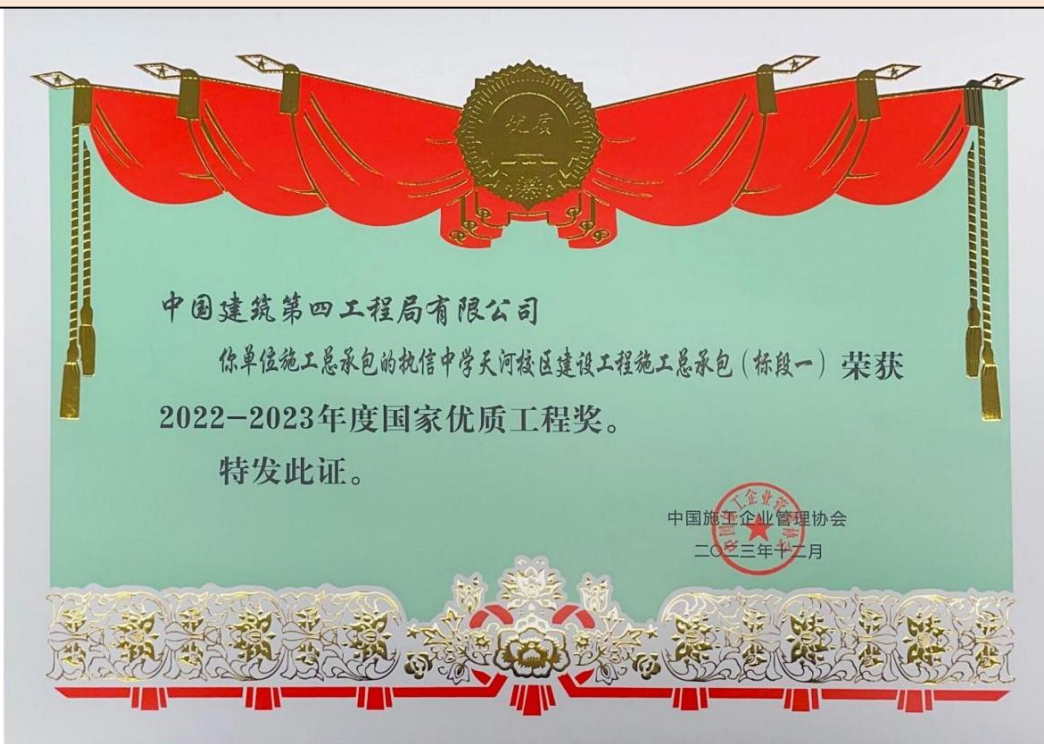 优质
中国建筑第四工程局有限公司
你单位施工总承包的执信中学天河校区建设工程施工总承包（标段一）荣获
2022—2023年度国家优质工程奖。
特发此证。
中国施工企业管理协会
二〇二三年十二月